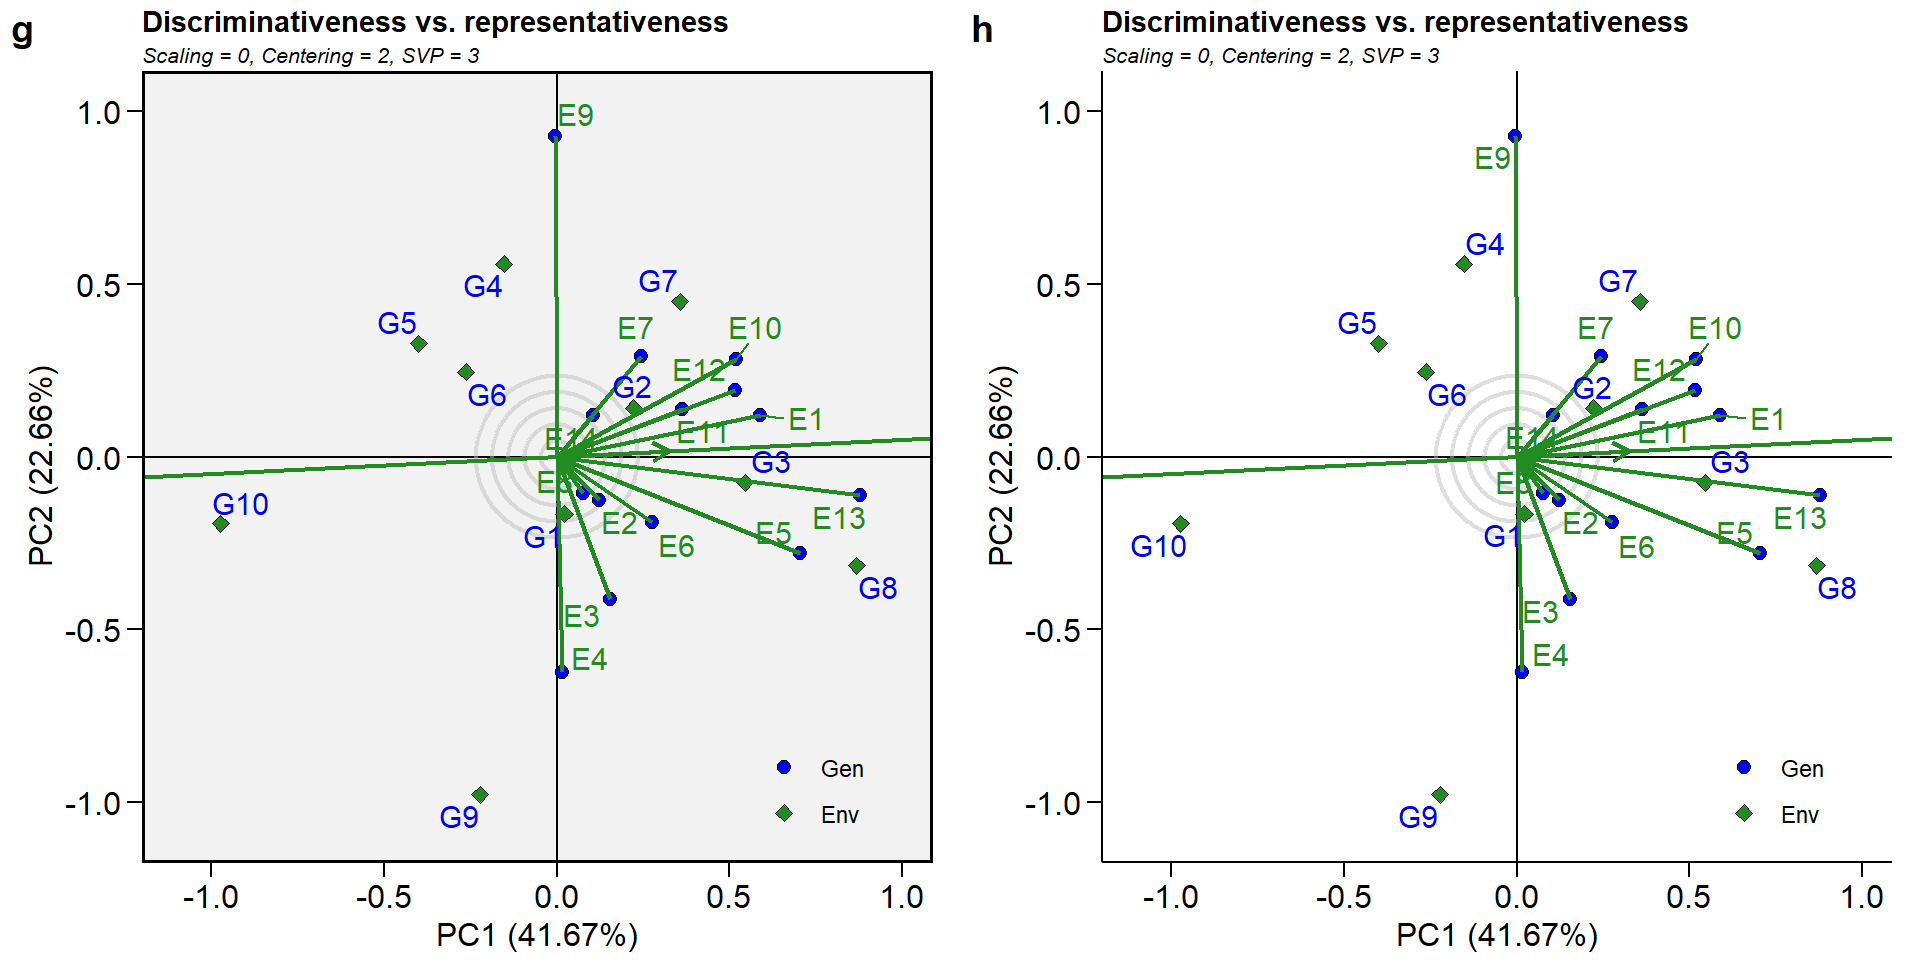 g
Discriminativeness vs. representativeness
Scaling = 0, Centering = 2, SVP = 3
1.0
0.5
0.0
-0.5
-1.0
PC2 (22.66%)
E9
G4
G7
G5
E7
E10
E12
G2
G6
E1
E11
G3
G10
E13
E2
G1
E5
E6
G8
E3
E4
G9
Gen
Env
-1.0
-0.5
0.0
0.5
1.0
PC1 (41.67%)
h
Discriminativeness vs. representativeness
Scaling = 0, Centering = 2, SVP = 3
1.0
0.5
0.0
-0.5
-1.0
PC2 (22.66%)
E9
G4
G7
G5
E7
E10
E12
G2
G6
E1
E11
G3
G10
E13
E2
G1
E5
E6
G8
E3
E4
G9
Gen
Env
-1.0
-0.5
0.0
0.5
1.0
PC1 (41.67%)